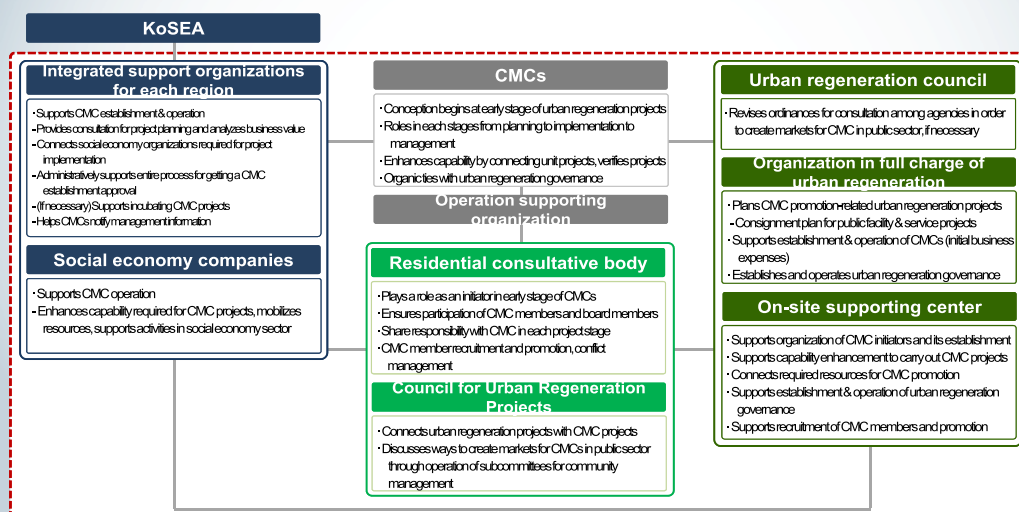 KoSEA
Integrated support organizations
for each region
·Supports CMC establishment & operation
-Provides consultation for project planning and analyzes business value
-Connects social economy organizations required for project
implementation
-Administratively supports entire process for getting a CMC
establishment approval
-(If necessary) Supports incubating CMC projects
-Helps CMCs notify management information
Social economy companies
·Supports CMC operation
-Enhances capability required for CMC projects, mobilizes
resources, supports activities in social economy sector
CMCs
·Conception begins at early stage of urban regeneration projects
·Roles in each stages from planning to implementation to
management
·Enhances capability by connecting unit projects, verifies projects
·Organic ties with urban regeneration governance
Operation supporting
organization
Residential consultative body
·Plays a role as an initiator in early stage of CMCs
·Ensures participation of CMC members and board members
·Share responsibility with CMC in each project stage
·CMC member recruitment and promotion, conflict
management
Council for Urban Regeneration
Projects
·Connects urban regeneration projects with CMC projects
·Discusses ways to create markets for CMCs in public sector
through operation of subcommittees for community
management
Urban regeneration council
·Revises ordinances for consultation among agencies in order
to create markets for CMC in public sector, if necessary
Organization in full charge of
urban regeneration
·Plans CMC promotion-related urban regeneration projects
-Consignment plan for public facility & service projects
·Supports establishment & operation of CMCs (initial business
expenses)
·Establishes and operates urban regeneration governance
On-site supporting center
·Supports organization of CMC initiators and its establishment
·Supports capability enhancement to carry out CMC projects
·Connects required resources for CMC promotion
·Supports establishment & operation of urban regeneration
governance
·Supports recruitment of CMC members and promotion